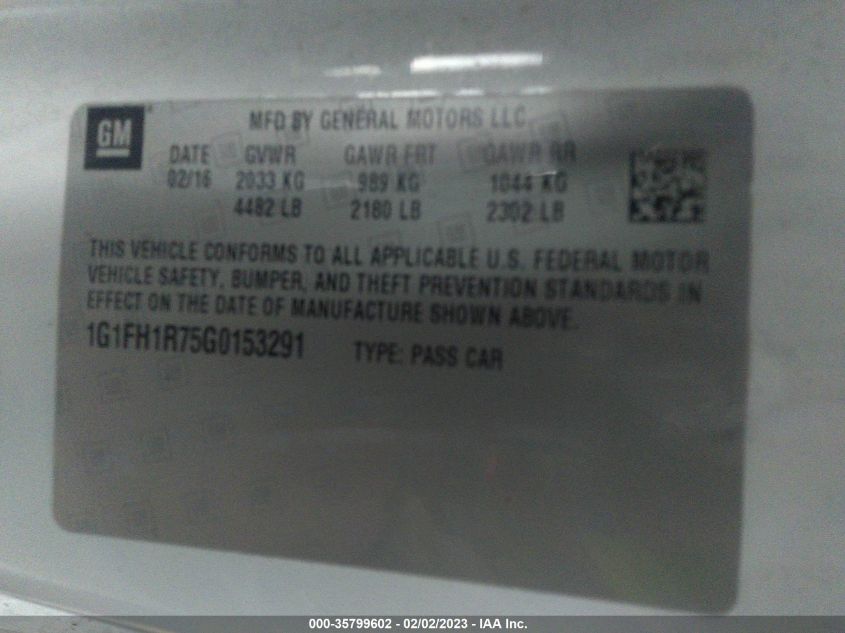 GM
MFD BY GENERAL MOTORS LLC
DATE GVWR GAWR FRT GAWR RR
02/16 2033 KG 989 KG 1044 KG
4482 LB 2180 LB 2302 LB
THIS VEHICLE CONFORMS TO ALL APPLICABLE U.S. FEDERAL MOTOR
VEHICLE SAFETY, BUMPER, AND THEFT PREVENTION STANDARDS IN
EFFECT ON THE DATE OF MANUFACTURE SHOWN ABOVE.
1G1FH1R75G0153291 TYPE: PASS CAR
000-35799602 - 02/02/2023 - IAA Inc.